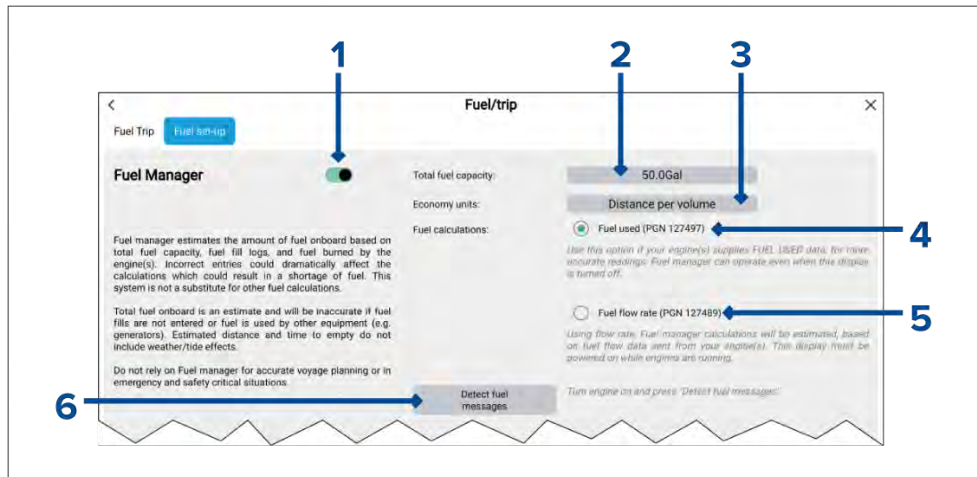 1
2
3
Fuel/trip
Fuel Trip
Fuel set-up
Fuel Manager
Total fuel capacity:
50.0Gal
Economy units:
Distance per volume
Fuel calculations:
Fuel used (PGN 127497)
4
Use this option if your engine(s) supplies FUEL USED data, for more
accurate readings. Fuel manager can operate even when this display
is turned off.
Fuel manager estimates the amount of fuel onboard based on
total fuel capacity, fuel fill logs, and fuel burned by the
engine(s). Incorrect entries could dramatically affect the
calculations which could result in a shortage of fuel. This
system is not a substitute for other fuel calculations.
Fuel flow rate (PGN 127489)
5
Total fuel onboard is an estimate and will be inaccurate if fuel
fills are not entered or fuel is used by other equipment (e.g.
generators). Estimated distance and time to empty do not
include weather/tide effects.
Using flow rate, Fuel manager calculations will be estimated, based
on fuel flow data sent from your engine(s). This display must be
powered on while engines are running.
Do not rely on Fuel manager for accurate voyage planning or in
emergency and safety critical situations.
6
Detect fuel
messages
Turn engine on and press "Detect fuel messages".